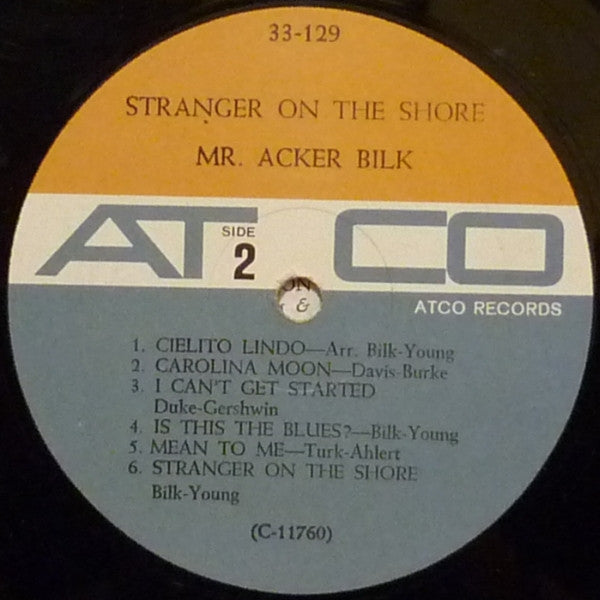 33-129
STRANGER ON THE SHORE
MR. ACKER BILK
ATCO
SIDE
2
ATCO RECORDS
ON
&
1. CIELITO LINDO—Arr. Bilk-Young
2. CAROLINA MOON—Davis-Burke
3. I CAN'T GET STARTED
Duke-Gershwin
4. IS THIS THE BLUES?—Bilk-Young
5. MEAN TO ME—Turk-Ahlert
6. STRANGER ON THE SHORE
Bilk-Young
(C-11760)